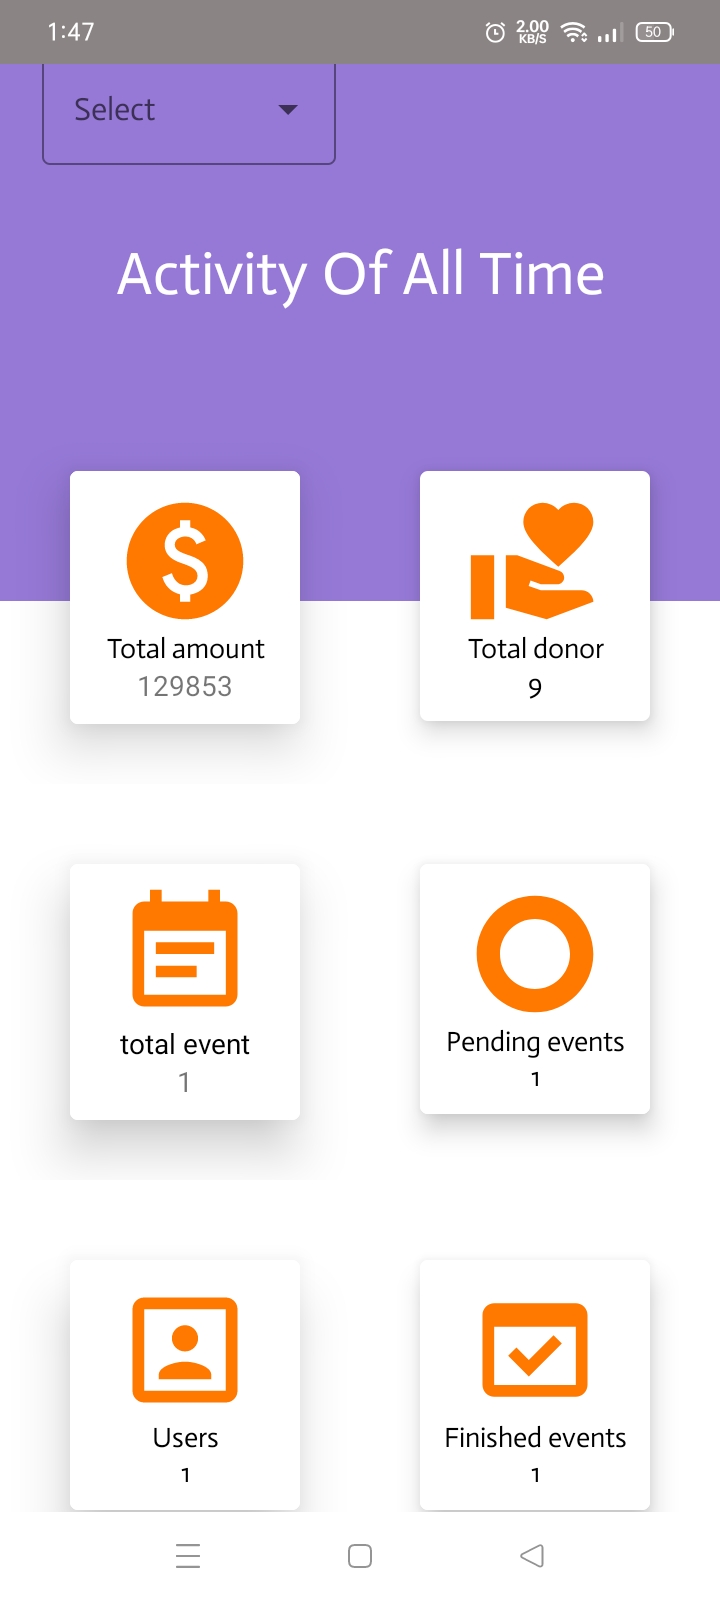 1:47
2.00
KB/S
50
Select
Activity Of All Time
Total amount
129853
Total donor
9
total event
1
Pending events
1
Users
1
Finished events
1